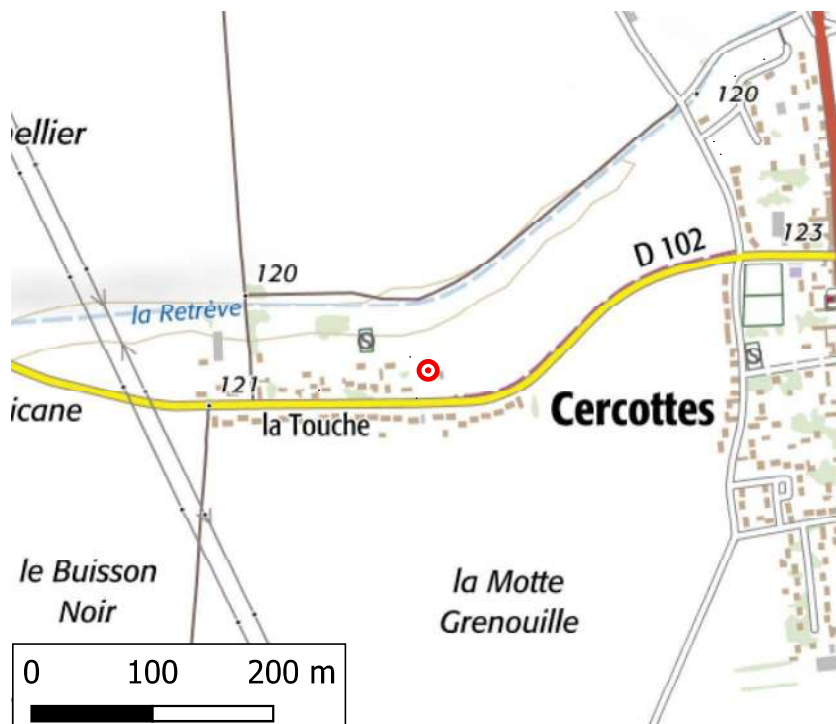 120
ellier
D 102
123
120
la Retrève
121
icane
la Touche
Cercottes
le Buisson
Noir
la Motte
Grenouille
0 100 200 m